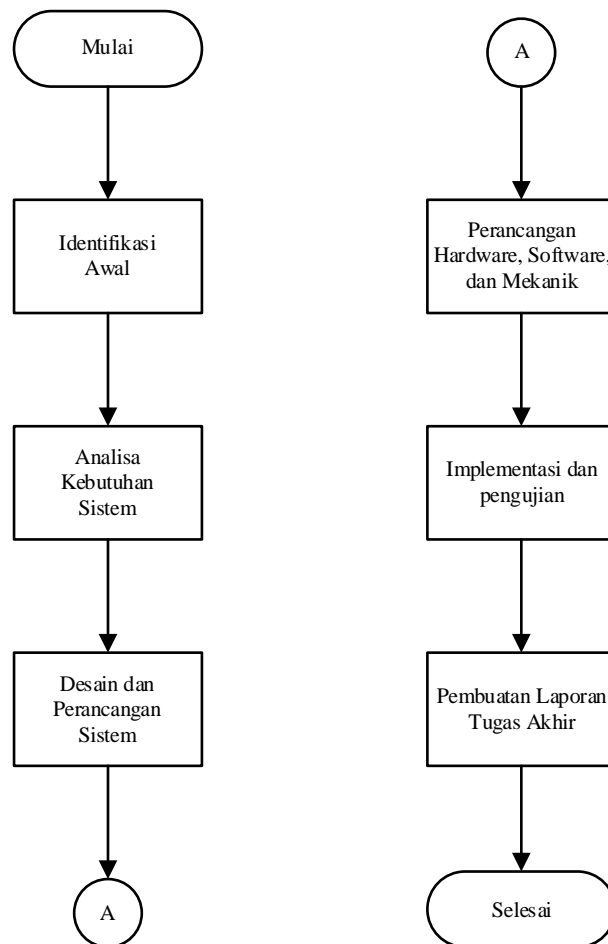 Mulai
Identifikasi
Awal
Analisa
Kebutuhan
Sistem
Desain dan
Perancangan
Sistem
A
A
Perancangan
Hardware, Software,
dan Mekanik
Implementasi dan
pengujian
Pembuatan Laporan
Tugas Akhir
Selesai